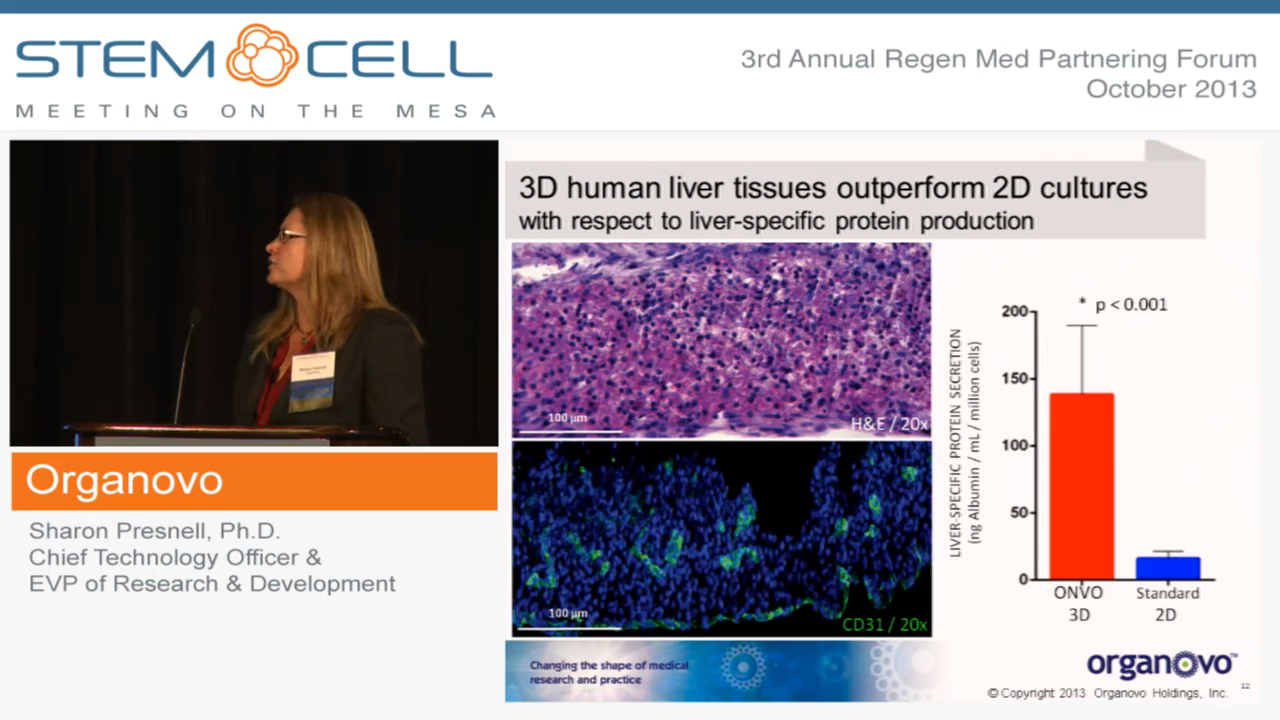 STEM CELL
MEETING ON THE MESA
3rd Annual Regen Med Partnering Forum
October 2013
Organovo
Sharon Presnell, Ph.D.
Chief Technology Officer &
EVP of Research & Development
3D human liver tissues outperform 2D cultures
with respect to liver-specific protein production
100 µm
H&E / 20x
100 µm
CD31 / 20x
LIVER-SPECIFIC PROTEIN SECRETION
(ng Albumin / mL / million cells)
* p < 0.001
200
150
100
50
0
ONVO
3D
Standard
2D
Changing the shape of medical
research and practice
organovo™
© Copyright 2013 Organovo Holdings, Inc.
12